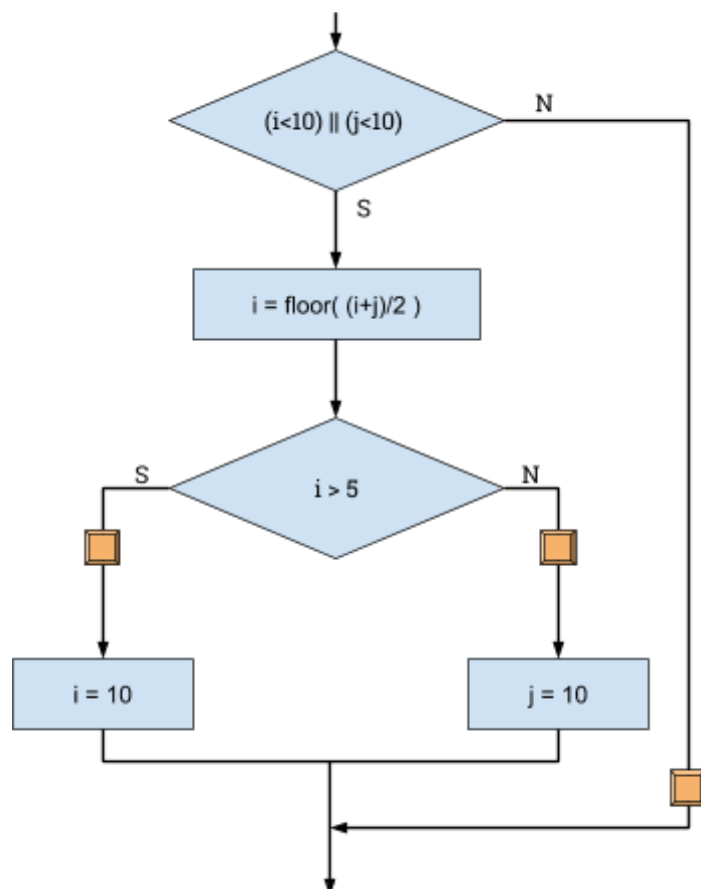 (i<10) || (j<10)
N
S
i = floor( (i+j)/2 )
S
N
i > 5
i = 10
j = 10